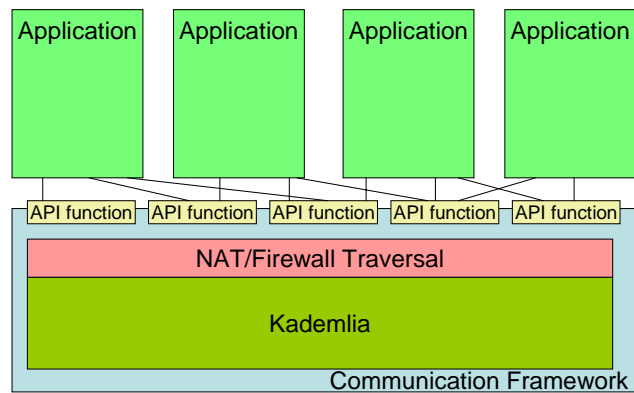 Application Application Application Application
API function API function API function API function API function
NAT/Firewall Traversal
Kademlia
Communication Framework